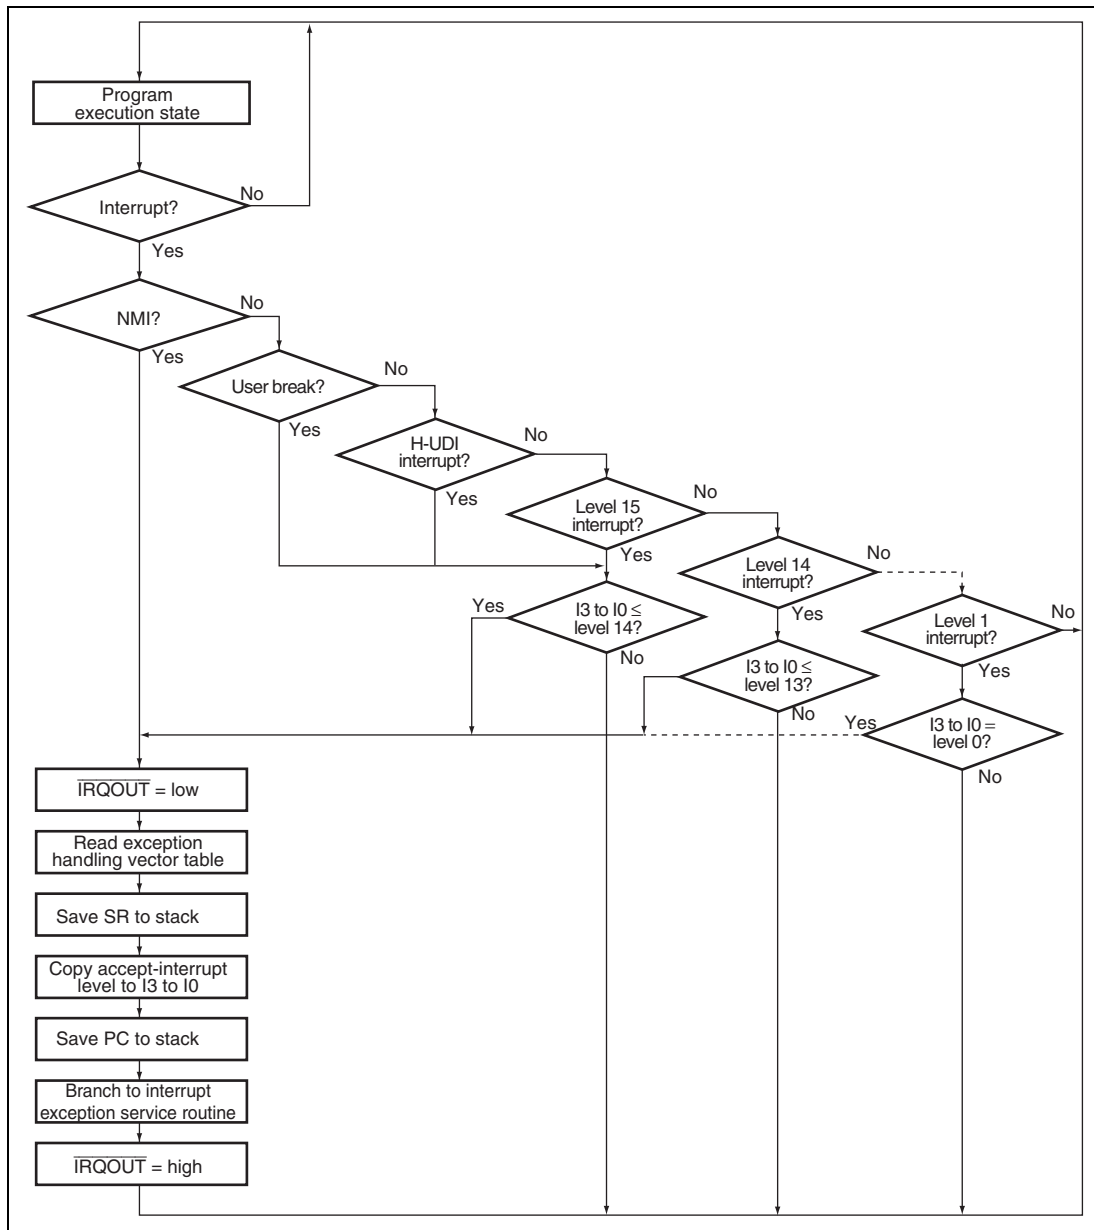 Program
execution state
No
Interrupt?
Yes
No
NMI?
Yes
No
User break?
Yes
No
H-UDI
interrupt?
Yes
No
Level 15
interrupt?
Yes
No
Level 14
interrupt?
Yes
No
Level 1
interrupt?
Yes
Yes
I3 to I0 ≤
level 14?
No
I3 to I0 ≤
level 13?
No
Yes
I3 to I0 =
level 0?
No
IRQOUT = low
Read exception
handling vector table
Save SR to stack
Copy accept-interrupt
level to I3 to I0
Save PC to stack
Branch to interrupt
exception service routine
IRQOUT = high